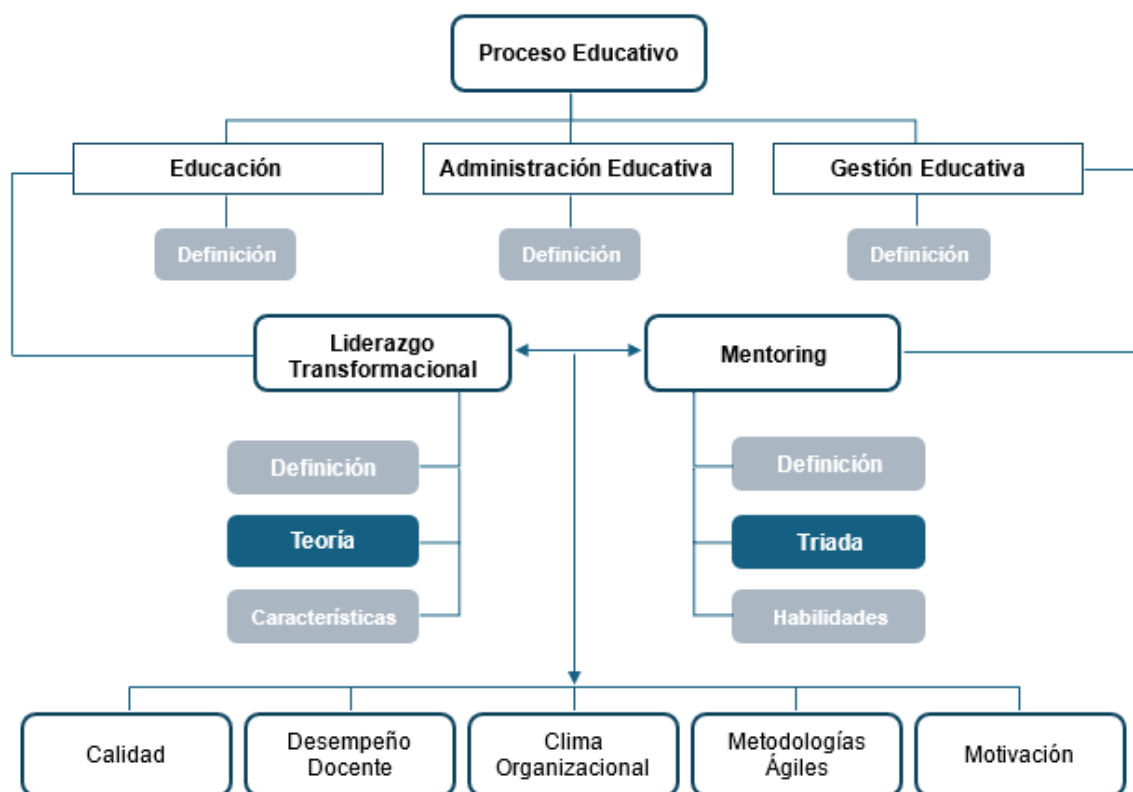 Proceso Educativo
Educación
Administración Educativa
Gestión Educativa
Definición
Definición
Definición
Liderazgo
Transformacional
Mentoring
Definición
Teoría
Características
Definición
Triada
Habilidades
Calidad
Desempeño
Docente
Clima
Organizacional
Metodologías
Ágiles
Motivación